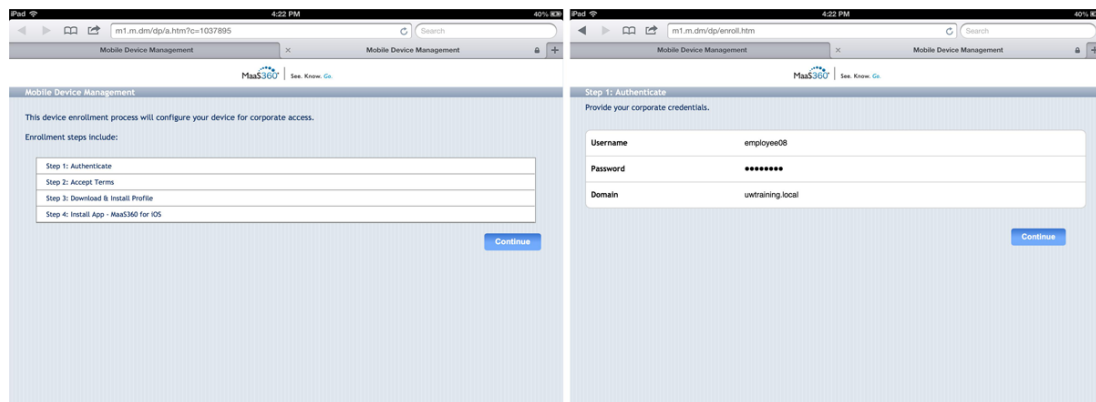 iPad 4:22 PM 40%
m1.m.dm/dp/a.htm?c=1037895 Search
Mobile Device Management Mobile Device Management
MaaS360 See. Know. Go.
Mobile Device Management
This device enrollment process will configure your device for corporate access.
Enrollment steps include:
Step 1: Authenticate
Step 2: Accept Terms
Step 3: Download & Install Profile
Step 4: Install App - MaaS360 for iOS
Continue
iPad 4:22 PM 40%
m1.m.dm/dp/enroll.htm Search
Mobile Device Management Mobile Device Management
MaaS360 See. Know. Go.
Step 1: Authenticate
Provide your corporate credentials.
Username employee08
Password ●●●●●●●●
Domain uwtraining.local
Continue